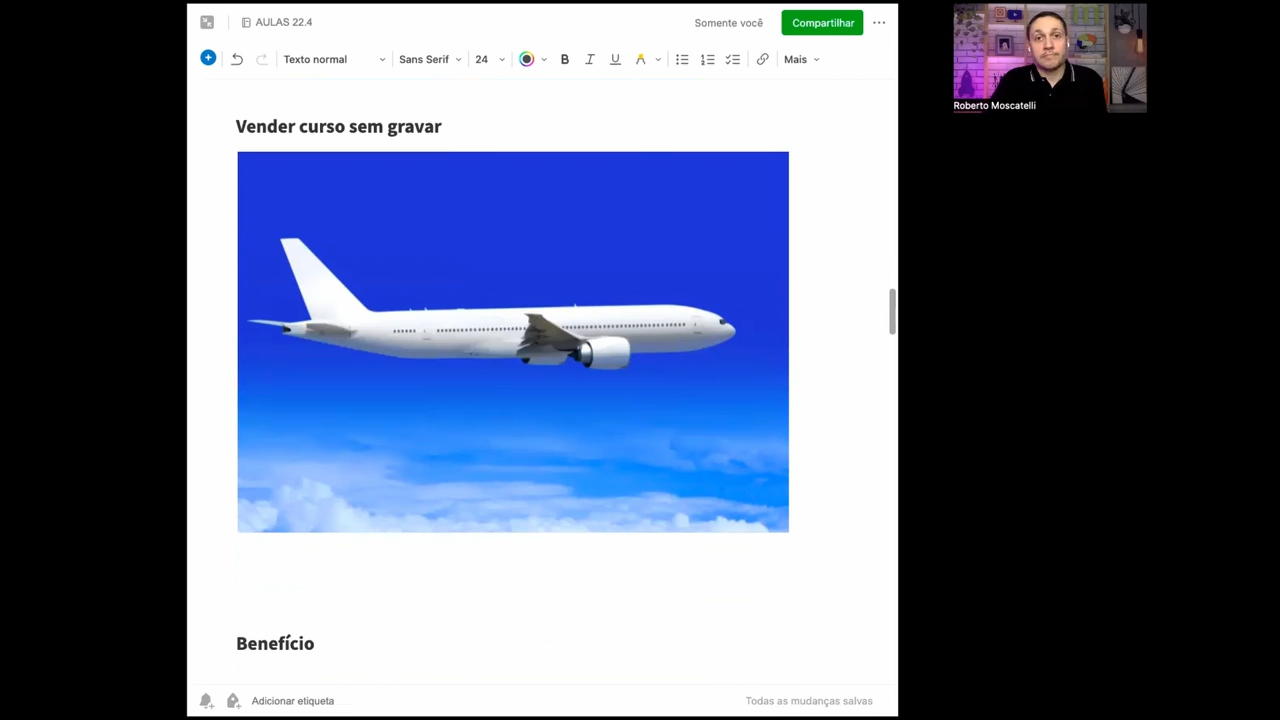 AULAS 22.4
Somente você
Compartilhar
Texto normal
Sans Serif
24
B
I
U
A
Mais
Roberto Moscatelli
Vender curso sem gravar
Benefício
Adicionar etiqueta
Todas as mudanças salvas